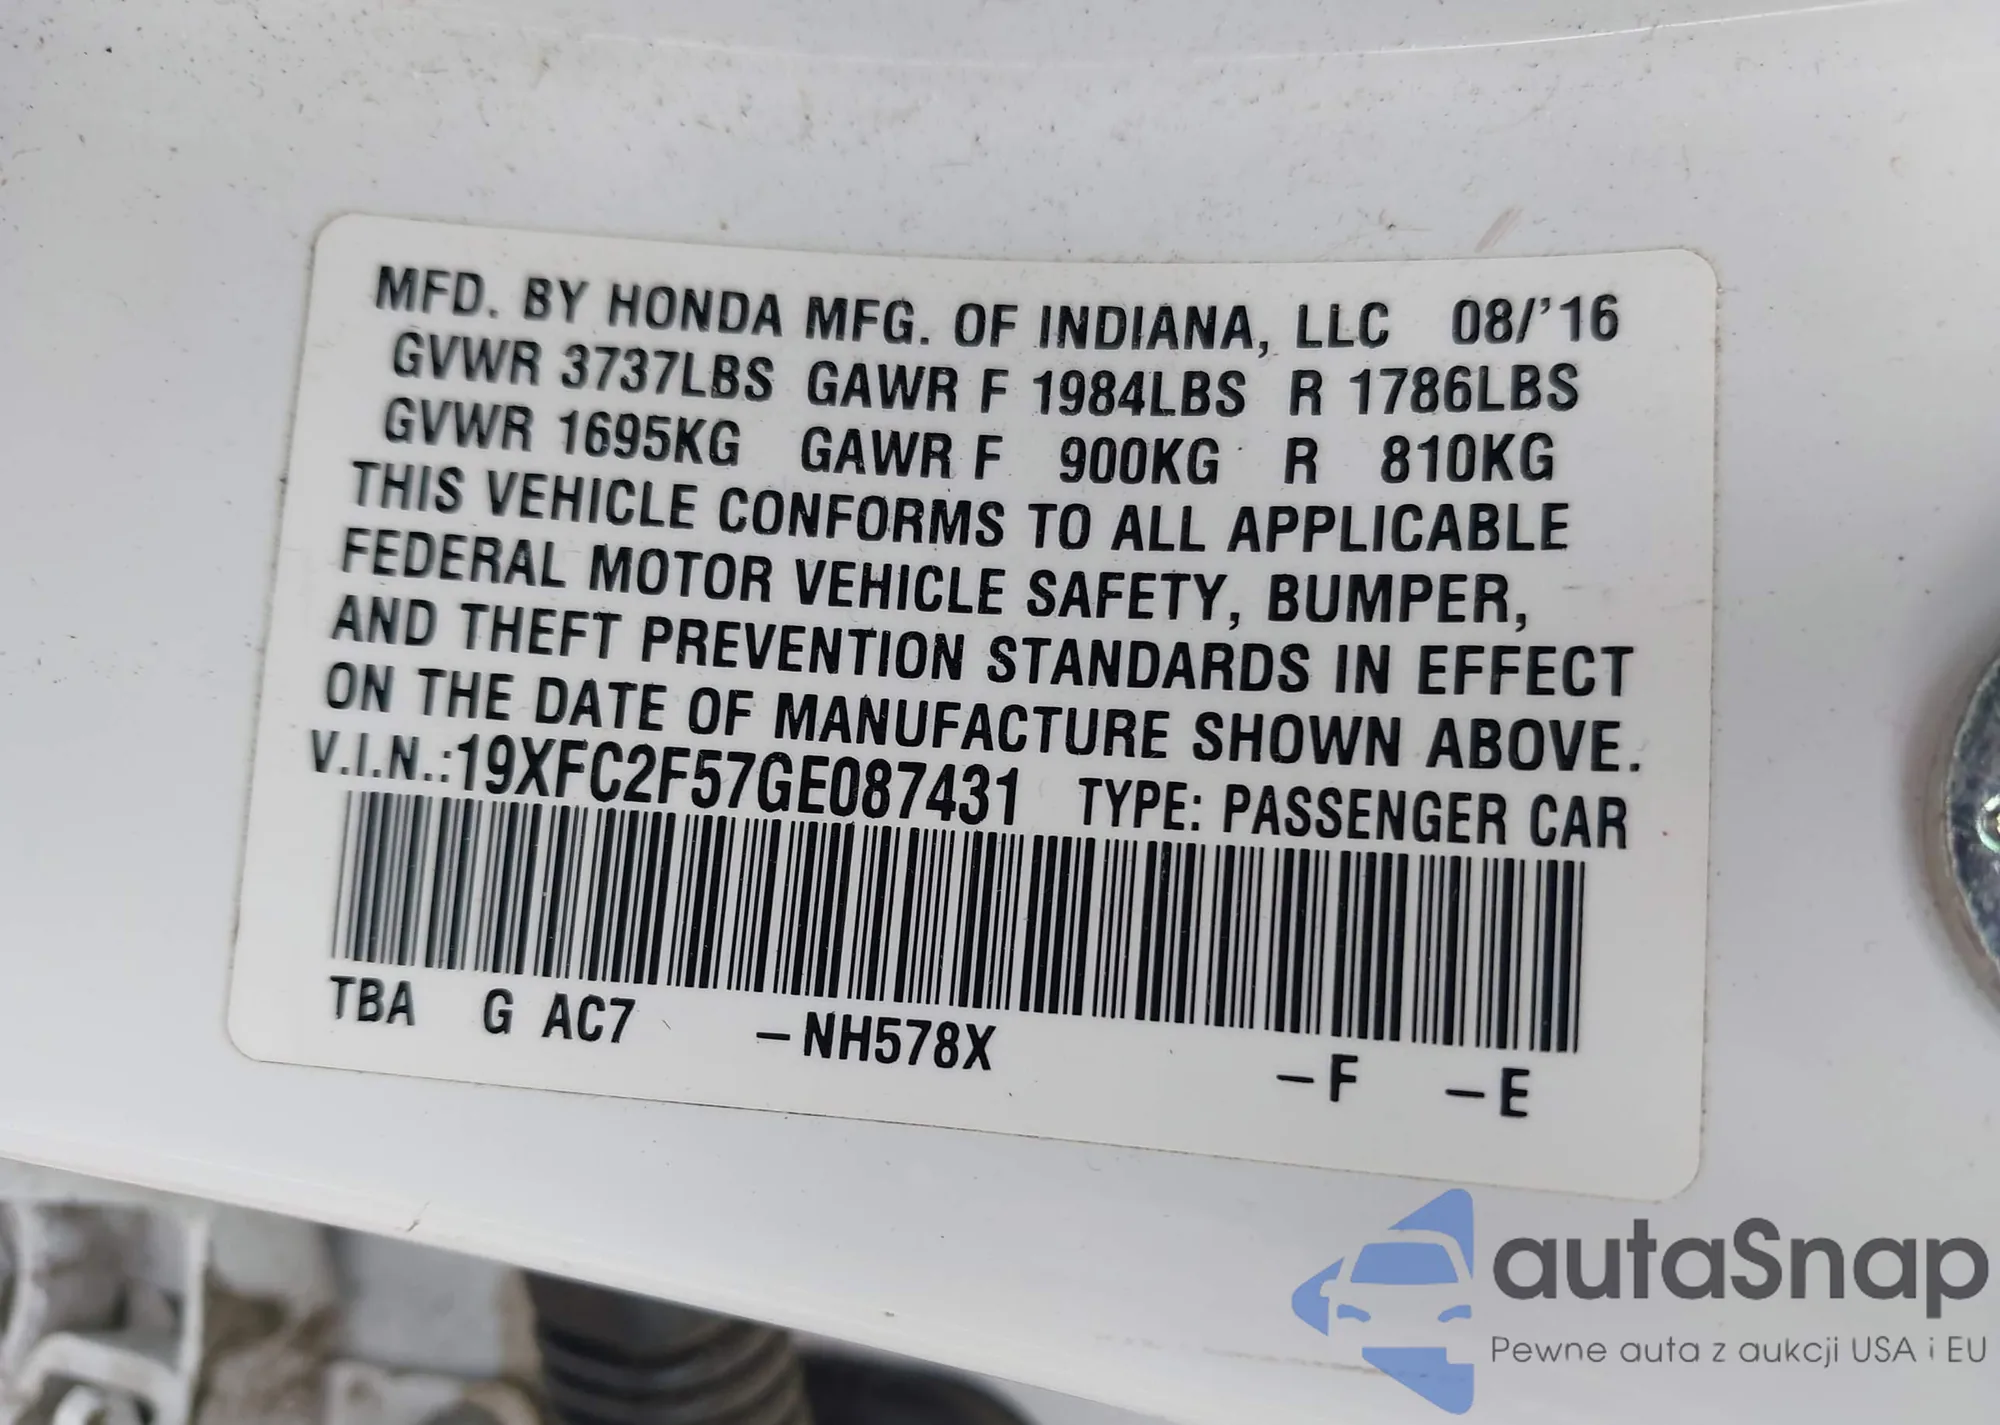 MFD. BY HONDA MFG. OF INDIANA, LLC 08/'16
GVWR 3737LBS GAWR F 1984LBS R 1786LBS
GVWR 1695KG GAWR F 900KG R 810KG
THIS VEHICLE CONFORMS TO ALL APPLICABLE
FEDERAL MOTOR VEHICLE SAFETY, BUMPER,
AND THEFT PREVENTION STANDARDS IN EFFECT
ON THE DATE OF MANUFACTURE SHOWN ABOVE.
V.I.N.:19XFC2F57GE087431 TYPE: PASSENGER CAR
TBA G AC7 –NH578X –F –E
autaSnap
Pewne auta z aukcji USA i EU